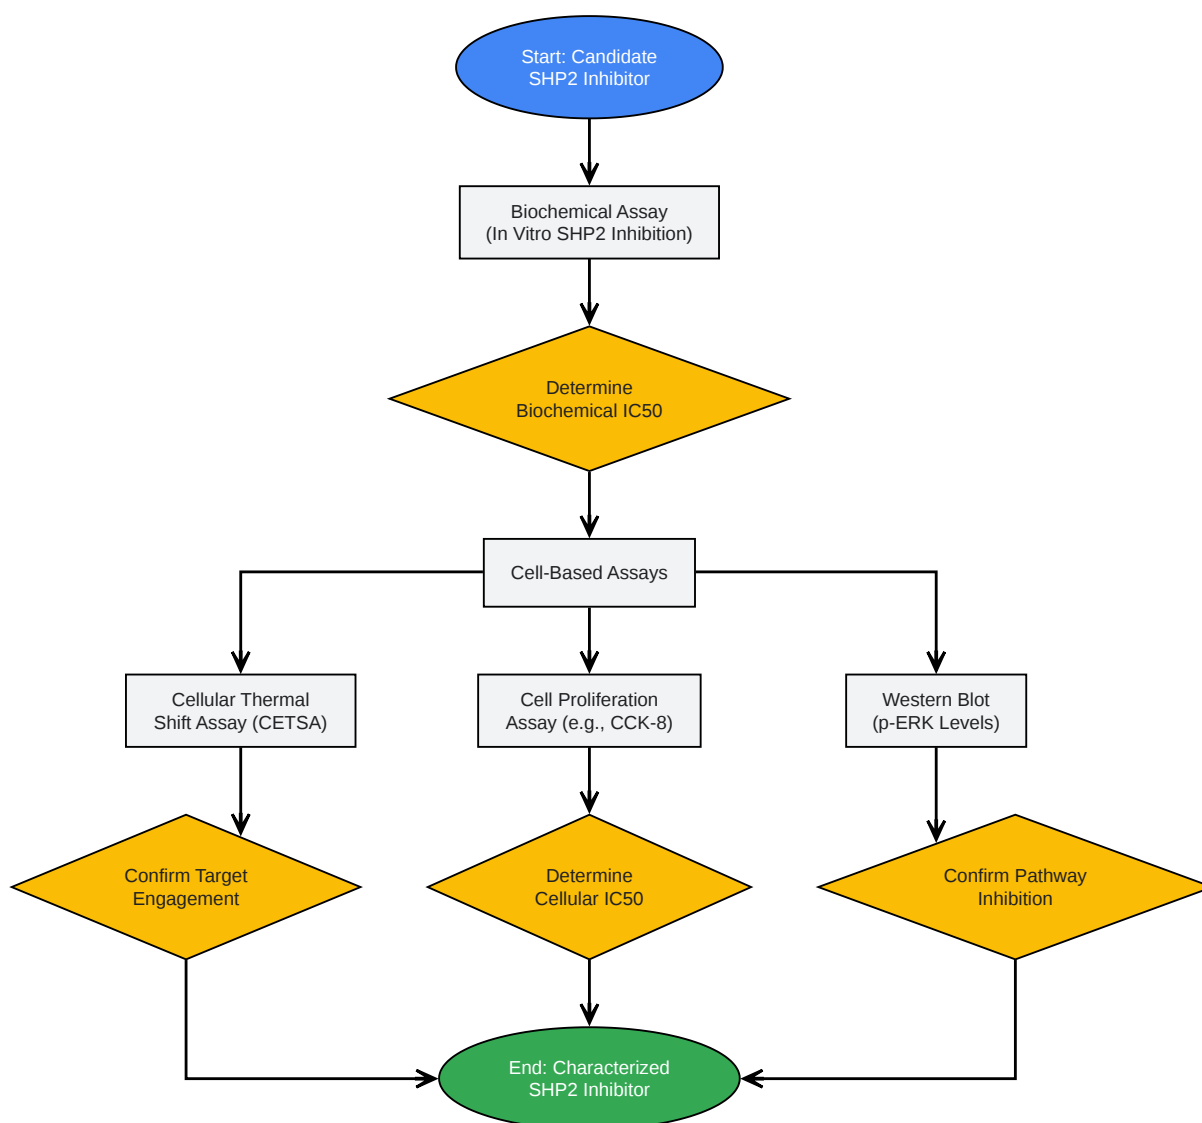 Start: Candidate
SHP2 Inhibitor
Biochemical Assay
(In Vitro SHP2 Inhibition)
Determine
Biochemical IC50
Cell-Based Assays
Cellular Thermal
Shift Assay (CETSA)
Cell Proliferation
Assay (e.g., CCK-8)
Western Blot
(p-ERK Levels)
Confirm Target
Engagement
Determine
Cellular IC50
Confirm Pathway
Inhibition
End: Characterized
SHP2 Inhibitor